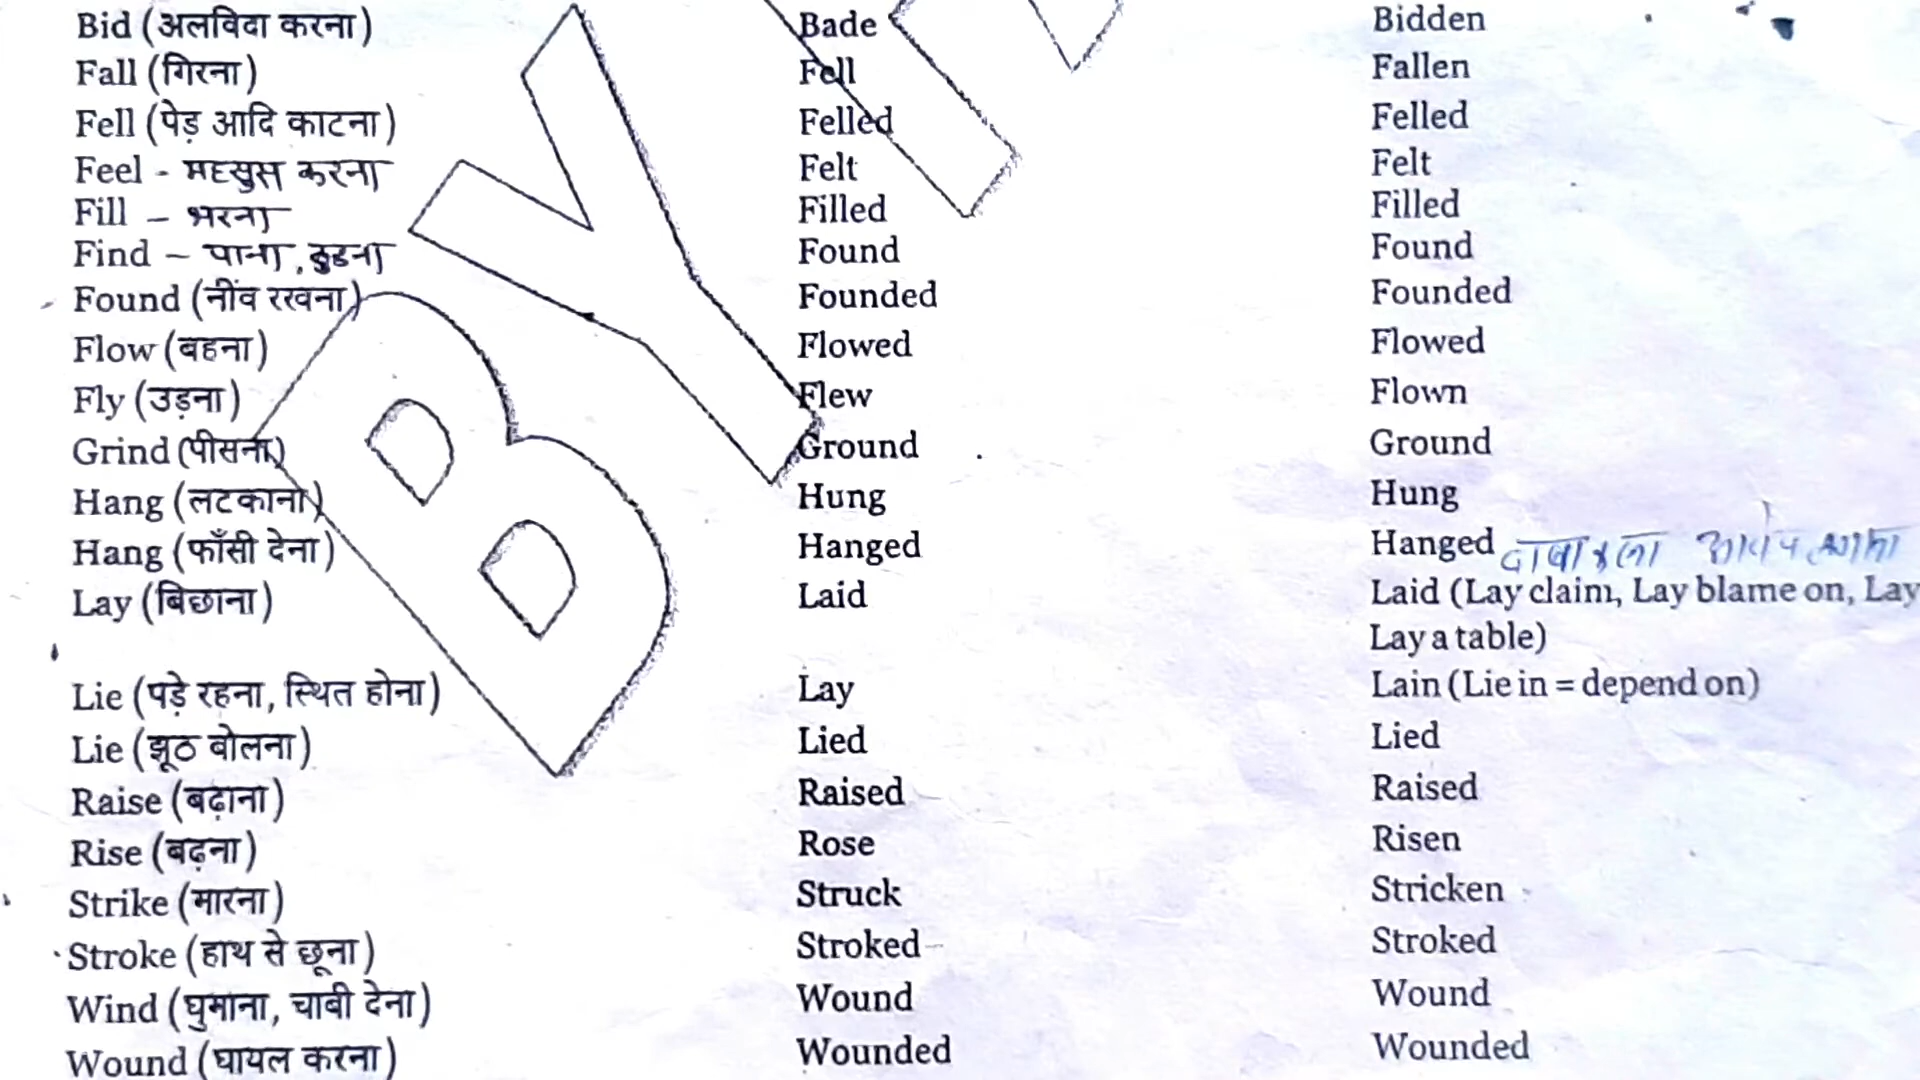 Bid (अलविदा करना) Bade Bidden
Fall (गिरना) Fell Fallen
Fell (पेड़ आदि काटना) Felled Felled
Feel - महसुस करना Felt Felt
Fill – भरना Filled Filled
Find – पाना, ढुडना Found Found
Found (नींव रखना) Founded Founded
Flow (बहना) Flowed Flowed
Fly (उड़ना) Flew Flown
Grind (पीसना) Ground Ground
Hang (लटकाना) Hung Hung
Hang (फाँसी देना) Hanged Hanged
Lay (बिछाना) Laid Laid (Lay claim, Lay blame on, Lay
Lay a table)
Lie (पड़े रहना, स्थित होना) Lay Lain (Lie in = depend on)
Lie (झूठ बोलना) Lied Lied
Raise (बढ़ाना) Raised Raised
Rise (बढ़ना) Rose Risen
Strike (मारना) Struck Stricken
Stroke (हाथ से छूना) Stroked Stroked
Wind (घुमाना, चाबी देना) Wound Wound
Wound (घायल करना) Wounded Wounded
BY